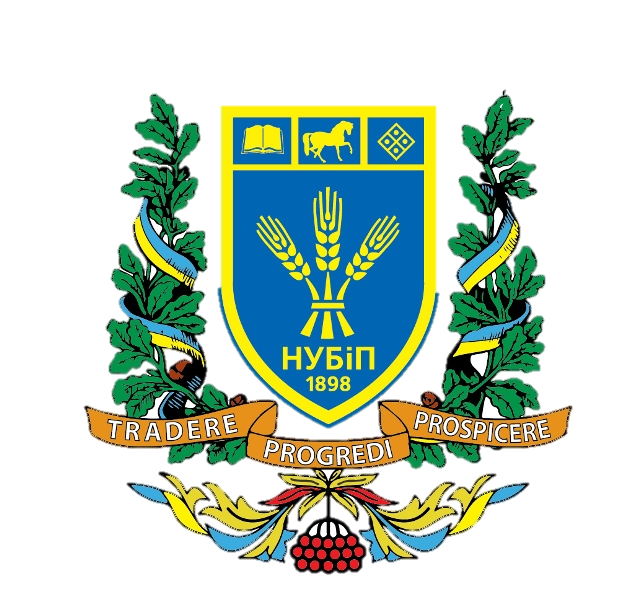 НУБіП
1898
TRADERE
PROGREDI
PROSPICERE